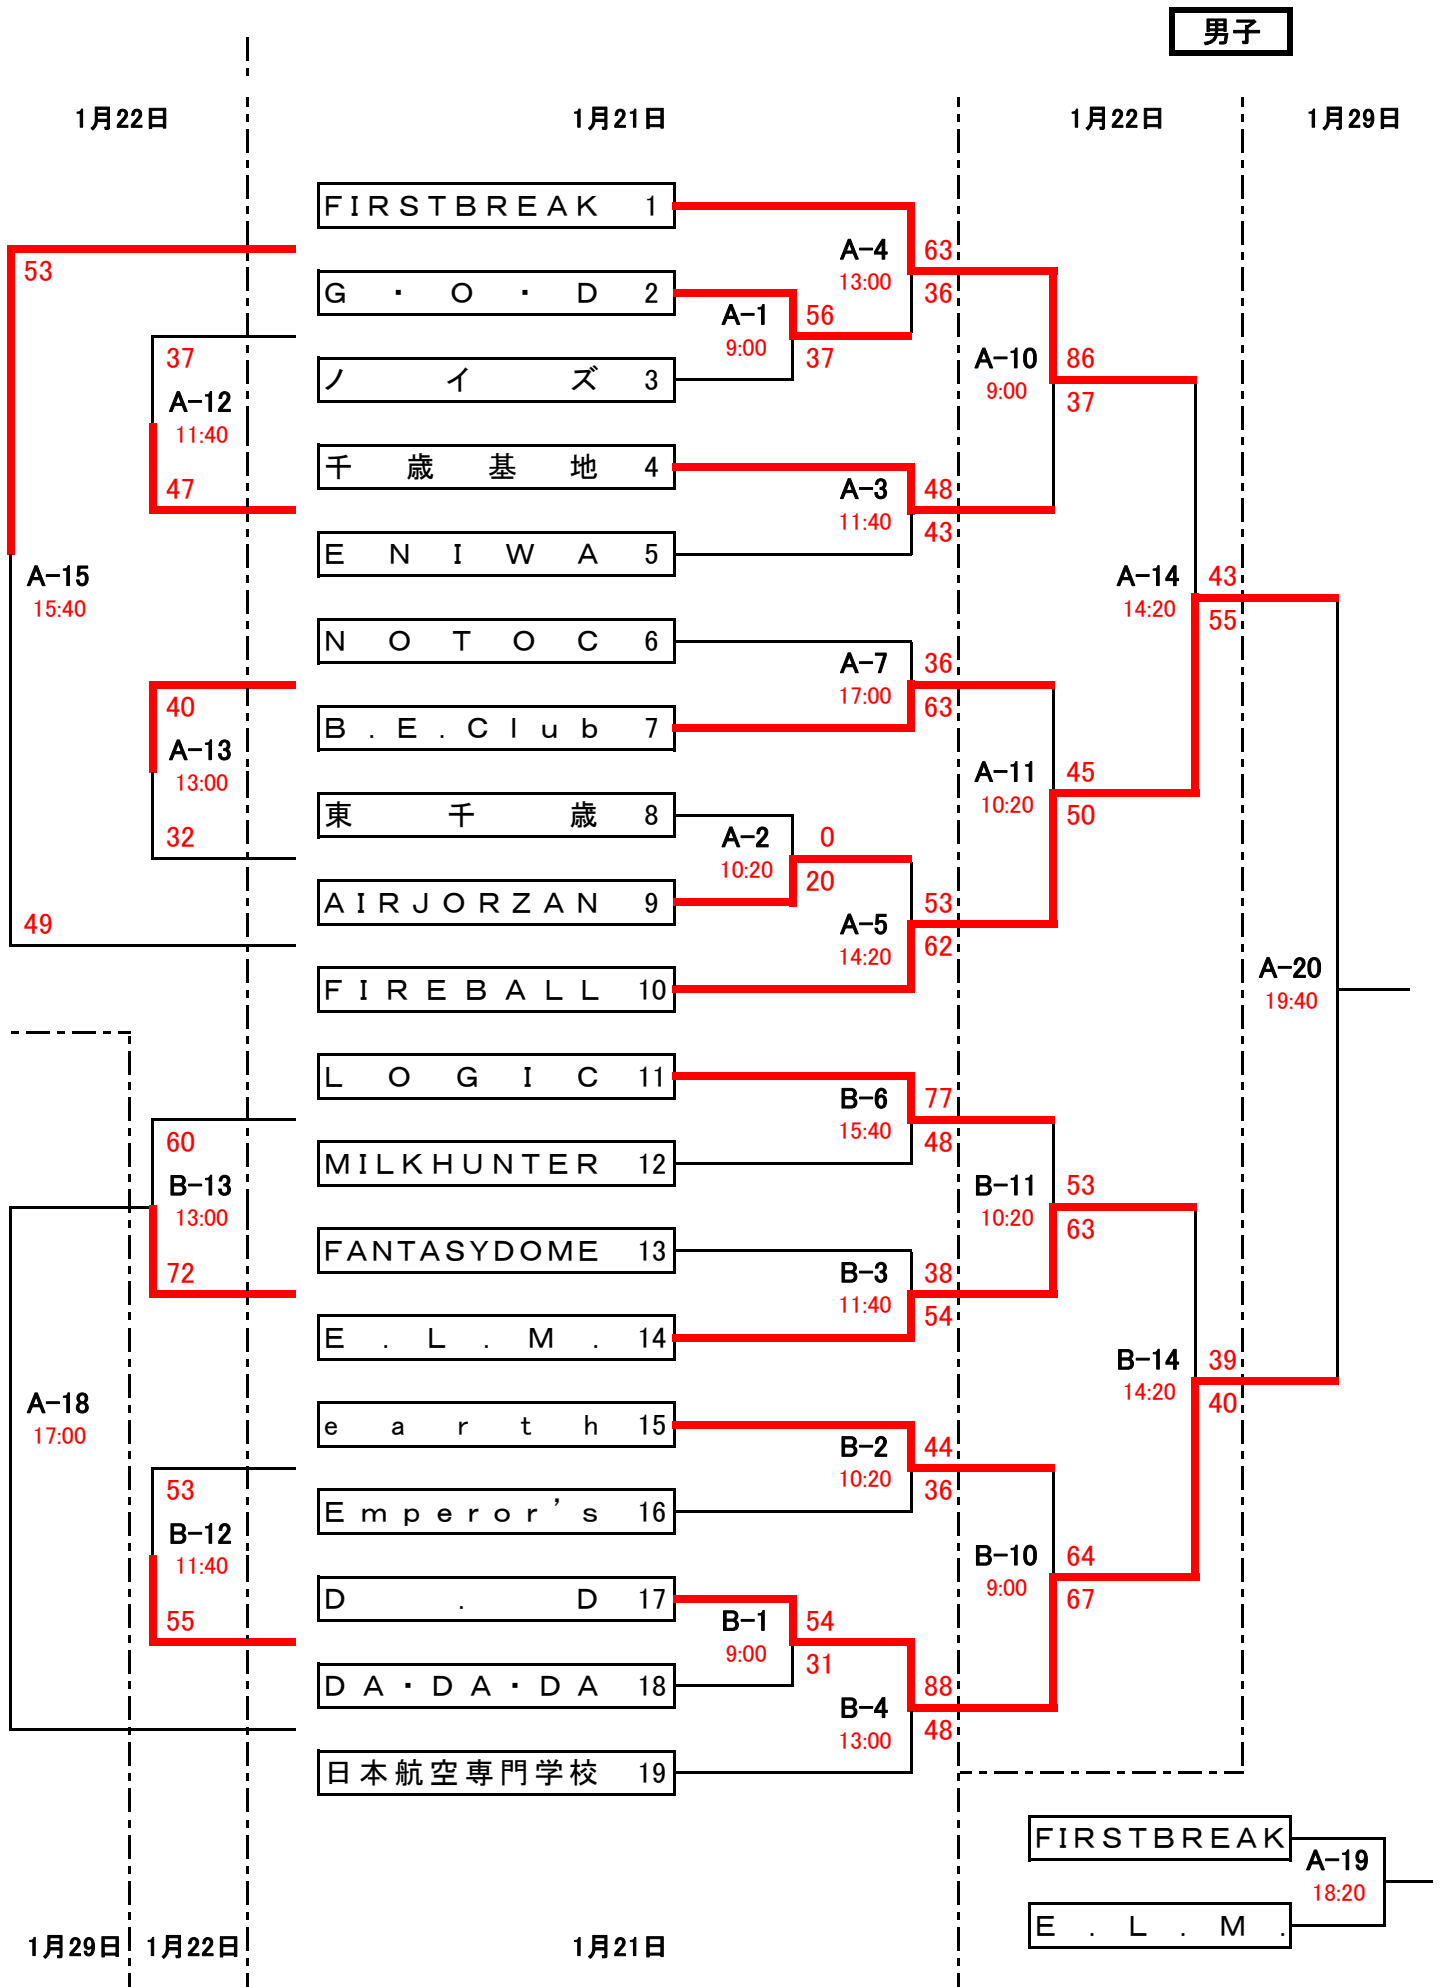 男子
1月22日
1月21日
1月22日
1月29日
FIRSTBREAK 1
A-4
63
13:00
36
53
G・O・D 2
A-1
56
9:00
37
ノイズ 3
37
A-12
11:40
47
A-10
86
9:00
37
千歳基地 4
A-3
48
11:40
43
ENIWA 5
A-15
15:40
A-14
43
14:20
55
NOTOC 6
A-7
36
17:00
63
B.E.Club 7
40
A-13
13:00
32
A-11
45
10:20
50
東千歳 8
A-2
0
10:20
20
AIRJORZAN 9
A-5
53
14:20
62
49
FIREBALL 10
A-20
19:40
LOGIC 11
B-6
77
15:40
48
MILKHUNTER 12
60
B-13
13:00
72
B-11
53
10:20
63
FANTASYDOME 13
B-3
38
11:40
54
E.L.M. 14
B-14
39
14:20
40
A-18
17:00
earth 15
B-2
44
10:20
36
Emperor's 16
53
B-12
11:40
55
B-10
64
9:00
67
D.D 17
B-1
54
9:00
31
DA・DA・DA 18
B-4
88
13:00
48
日本航空専門学校 19
FIRSTBREAK
A-19
18:20
E.L.M.
1月29日
1月22日
1月21日